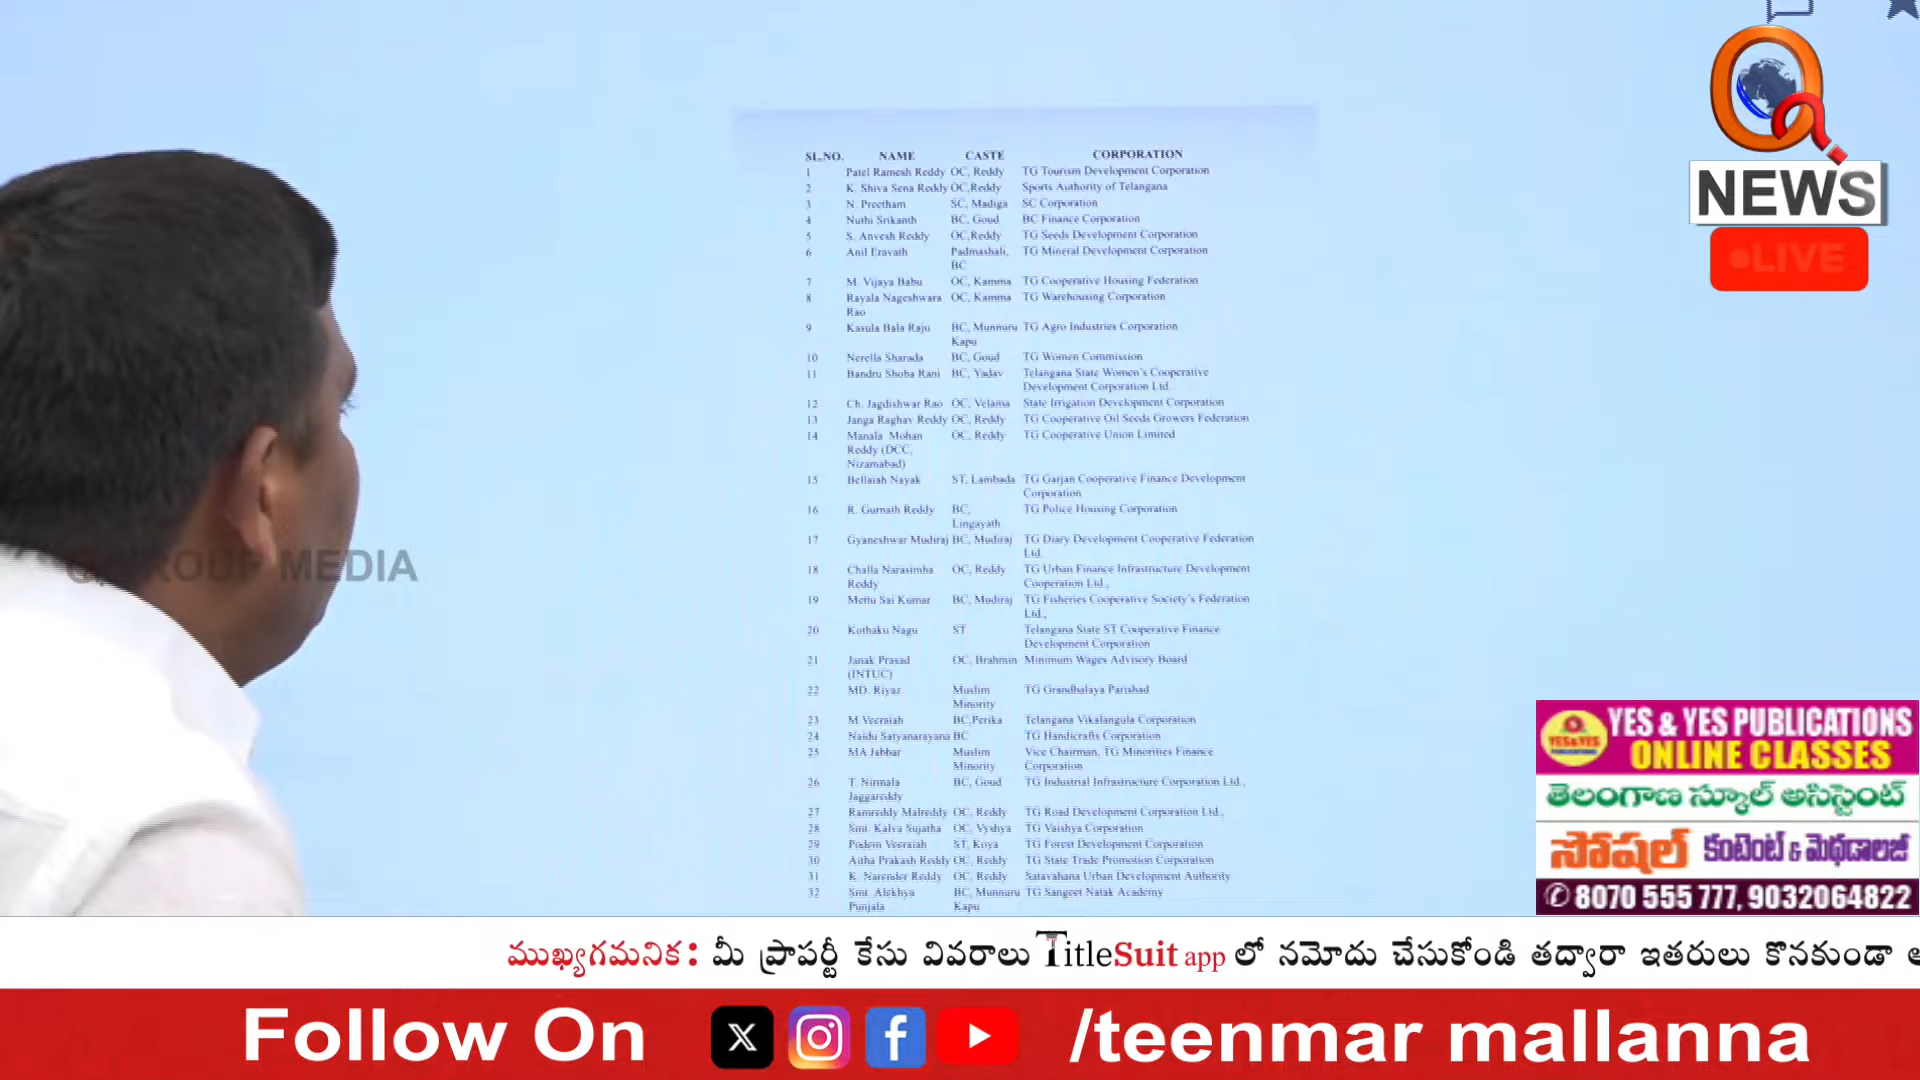 Q
NEWS
LIVE
SL.NO. NAME CASTE CORPORATION
1 Patel Ramesh Reddy OC, Reddy TG Tourism Development Corporation
2 K. Shiva Sena Reddy OC,Reddy Sports Authority of Telangana
3 N. Preetham SC, Madiga SC Corporation
4 Nuthi Srikanth BC, Goud BC Finance Corporation
5 S. Anvesh Reddy OC,Reddy TG Seeds Development Corporation
6 Anil Eravath Padmashali, TG Mineral Development Corporation
BC
7 M. Vijaya Babu OC, Kamma TG Cooperative Housing Federation
8 Rayala Nageshwara OC, Kamma TG Warehousing Corporation
Rao
9 Kasula Bala Raju BC, Munnuru TG Agro Industries Corporation
Kapu
10 Nerella Sharada BC, Goud TG Women Commission
11 Bandru Shoba Rani BC, Yadav Telangana State Women's Cooperative
Development Corporation Ltd.
12 Ch. Jagdishwar Rao OC, Velama State Irrigation Development Corporation
13 Janga Raghav Reddy OC, Reddy TG Cooperative Oil Seeds Growers Federation
14 Manala Mohan OC, Reddy TG Cooperative Union Limited
Reddy (DCC,
Nizamabad)
15 Bellaiah Nayak ST, Lambada TG Garjan Cooperative Finance Development
Corporation
16 R. Gurnath Reddy BC, TG Police Housing Corporation
Lingayath
17 Gyaneshwar Mudiraj BC, Mudiraj TG Diary Development Cooperative Federation
Ltd.
18 Challa Narasimha OC, Reddy TG Urban Finance Infrastructure Development
Reddy Cooperation Ltd.,
19 Mettu Sai Kumar BC, Mudiraj TG Fisheries Cooperative Society's Federation
Ltd.,
20 Kothaku Nagu ST Telangana State ST Cooperative Finance
Development Corporation
21 Janak Prasad OC, Brahmin Minimum Wages Advisory Board
(INTUC)
22 MD. Riyaz Muslim TG Grandhalaya Parishad
Minority
23 M.Veeraiah BC,Perika Telangana Vikalangula Corporation
24 Naidu Satyanarayana BC TG Handicrafts Corporation
25 MA Jabbar Muslim Vice Chairman, TG Minorities Finance
Minority Corporation
26 T. Nirmala BC, Goud TG Industrial Infrastructure Corporation Ltd.,
Jaggareddy
27 Ramreddy Malreddy OC, Reddy TG Road Development Corporation Ltd.,
28 Smt. Kalva Sujatha OC, Vyshya TG Vaishya Corporation
29 Podem Veeraiah ST, Koya TG Forest Development Corporation
30 Aitha Prakash Reddy OC, Reddy TG State Trade Promotion Corporation
31 K. Narender Reddy OC, Reddy Satavahana Urban Development Authority
32 Smt. Alekhya BC, Munnuru TG Sangeet Natak Academy
Punjala Kapu
Q GROUP MEDIA
YES & YES PUBLICATIONS
ONLINE CLASSES
తెలంగాణ స్కూల్ అసిస్టెంట్
సోషల్ కంటెంట్ & మెథడాలజీ
8070 555 777, 9032064822
ముఖ్యగమనిక: మీ ప్రాపర్టీ కేసు వివరాలు TitleSuit app లో నమోదు చేసుకోండి తద్వారా ఇతరులు కొనకుండా
Follow On /teenmar mallanna